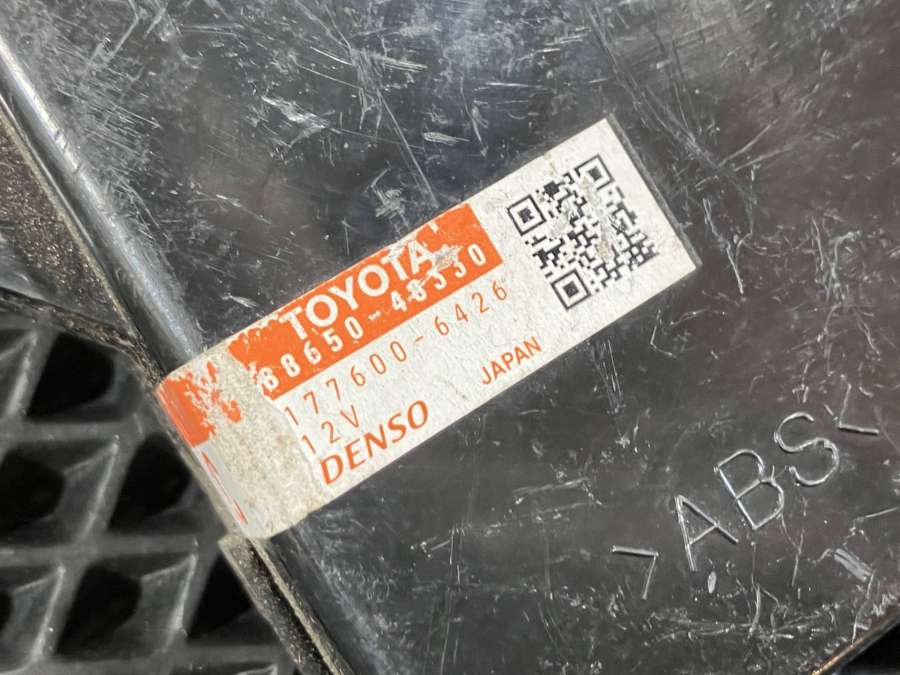 TOYOTA
88650-48330
177600-6426
12V
DENSO
JAPAN
>ABS<